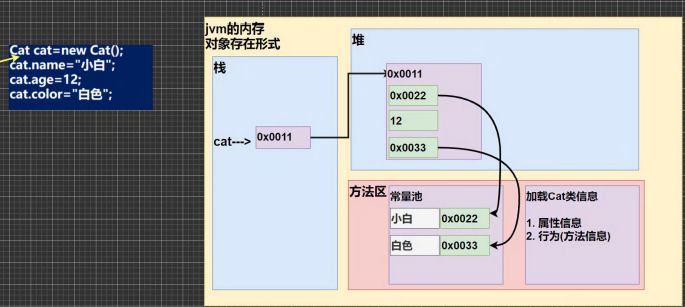 Cat cat=new Cat();
cat.name="小白";
cat.age=12;
cat.color="白色";
jvm的内存
对象存在形式
栈
cat---> 0x0011
堆
0x0011
0x0022
12
0x0033
方法区
常量池
小白 0x0022
白色 0x0033
加载Cat类信息
1. 属性信息
2. 行为(方法信息)